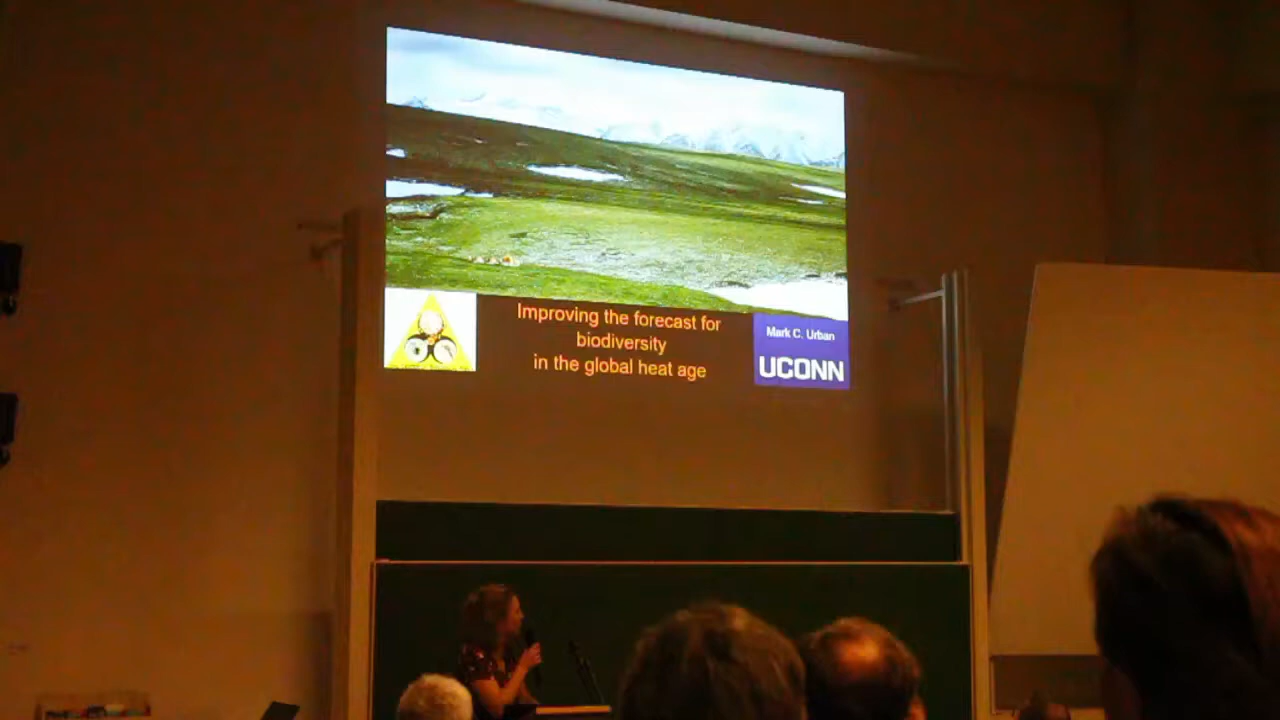 Improving the forecast for
biodiversity
in the global heat age
Mark C. Urban
UCONN